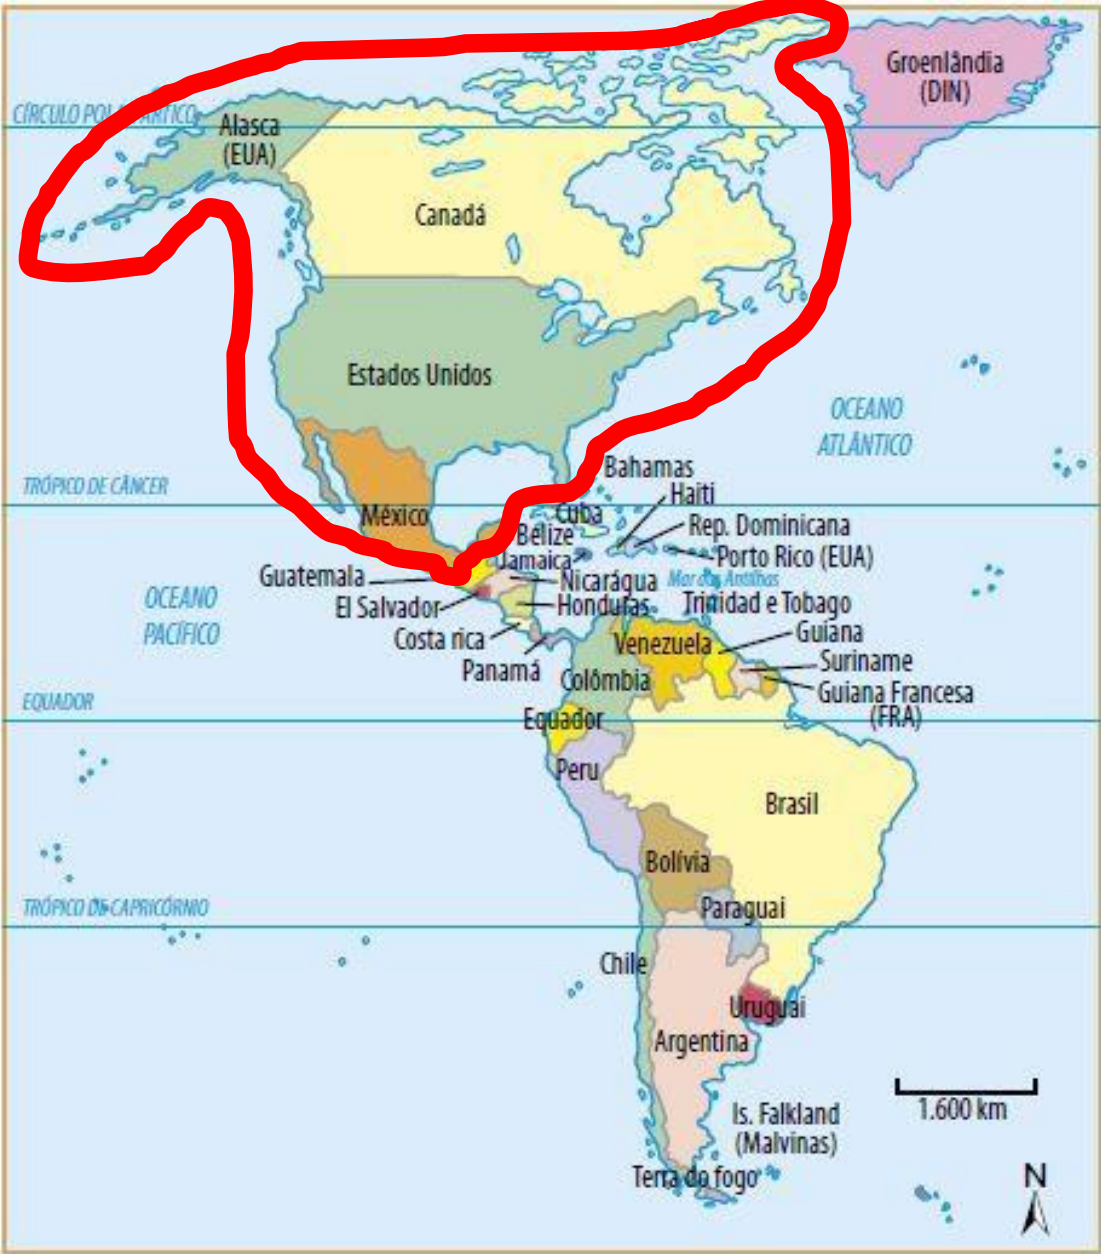 Groenlândia
(DIN)
CÍRCULO POLAR ÁRTICO
Alasca
(EUA)
Canadá
Estados Unidos
OCEANO
ATLÂNTICO
Bahamas
TRÓPICO DE CÂNCER
Haiti
México
Cuba
Rep. Dominicana
Belize
Porto Rico (EUA)
Jamaica
Guatemala
Nicarágua
Mar das Antilhas
OCEANO
PACÍFICO
El Salvador
Honduras
Trinidad e Tobago
Costa rica
Venezuela
Guiana
Panamá
Suriname
Colômbia
Guiana Francesa
(FRA)
EQUADOR
Equador
Peru
Brasil
Bolívia
TRÓPICO DE CAPRICÓRNIO
Paraguai
Chile
Uruguai
Argentina
1.600 km
Is. Falkland
(Malvinas)
Terra do fogo
N